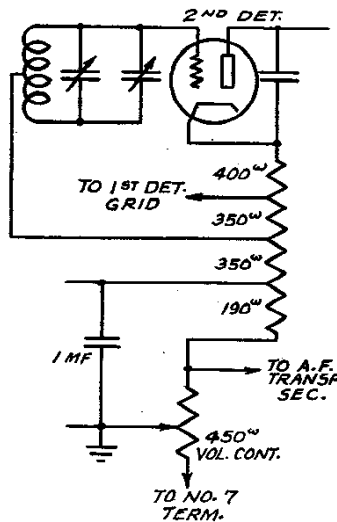 2ND DET.
400ω
TO 1ST DET.
GRID
350ω
350ω
190ω
1 MF
TO A.F.
TRANSF
SEC.
450ω
VOL. CONT.
TO NO. 7
TERM.